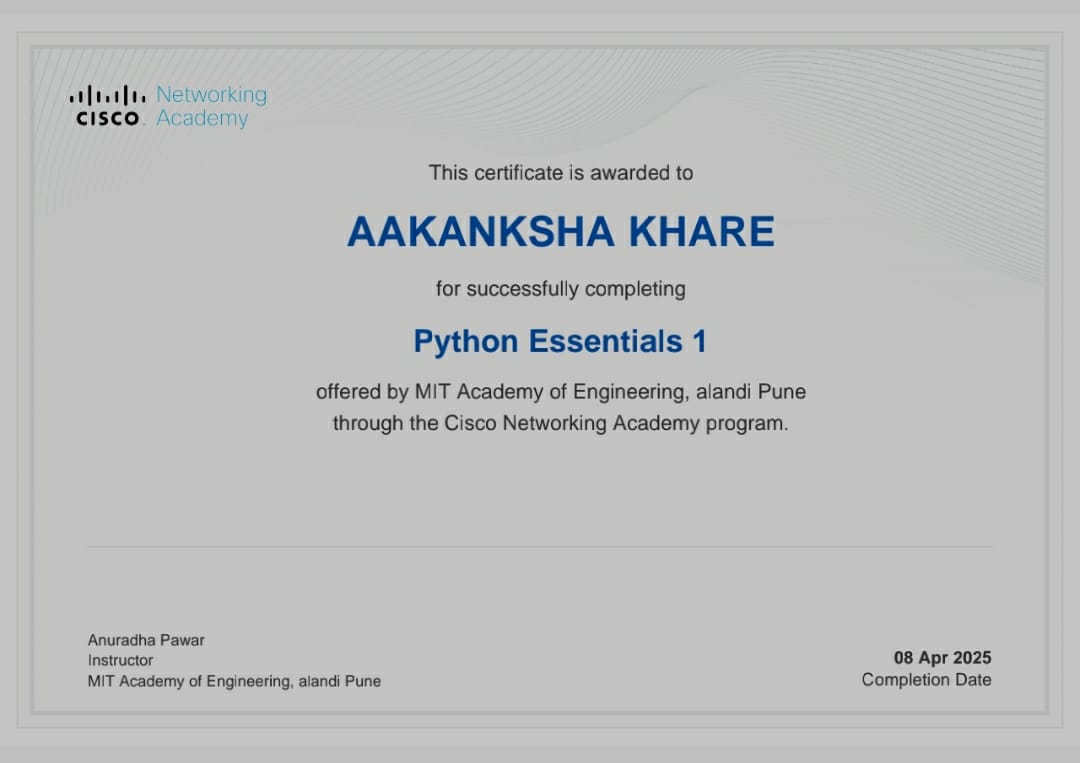 Networking
CISCO. Academy
This certificate is awarded to
AAKANKSHA KHARE
for successfully completing
Python Essentials 1
offered by MIT Academy of Engineering, alandi Pune
through the Cisco Networking Academy program.
Anuradha Pawar
Instructor
MIT Academy of Engineering, alandi Pune
08 Apr 2025
Completion Date